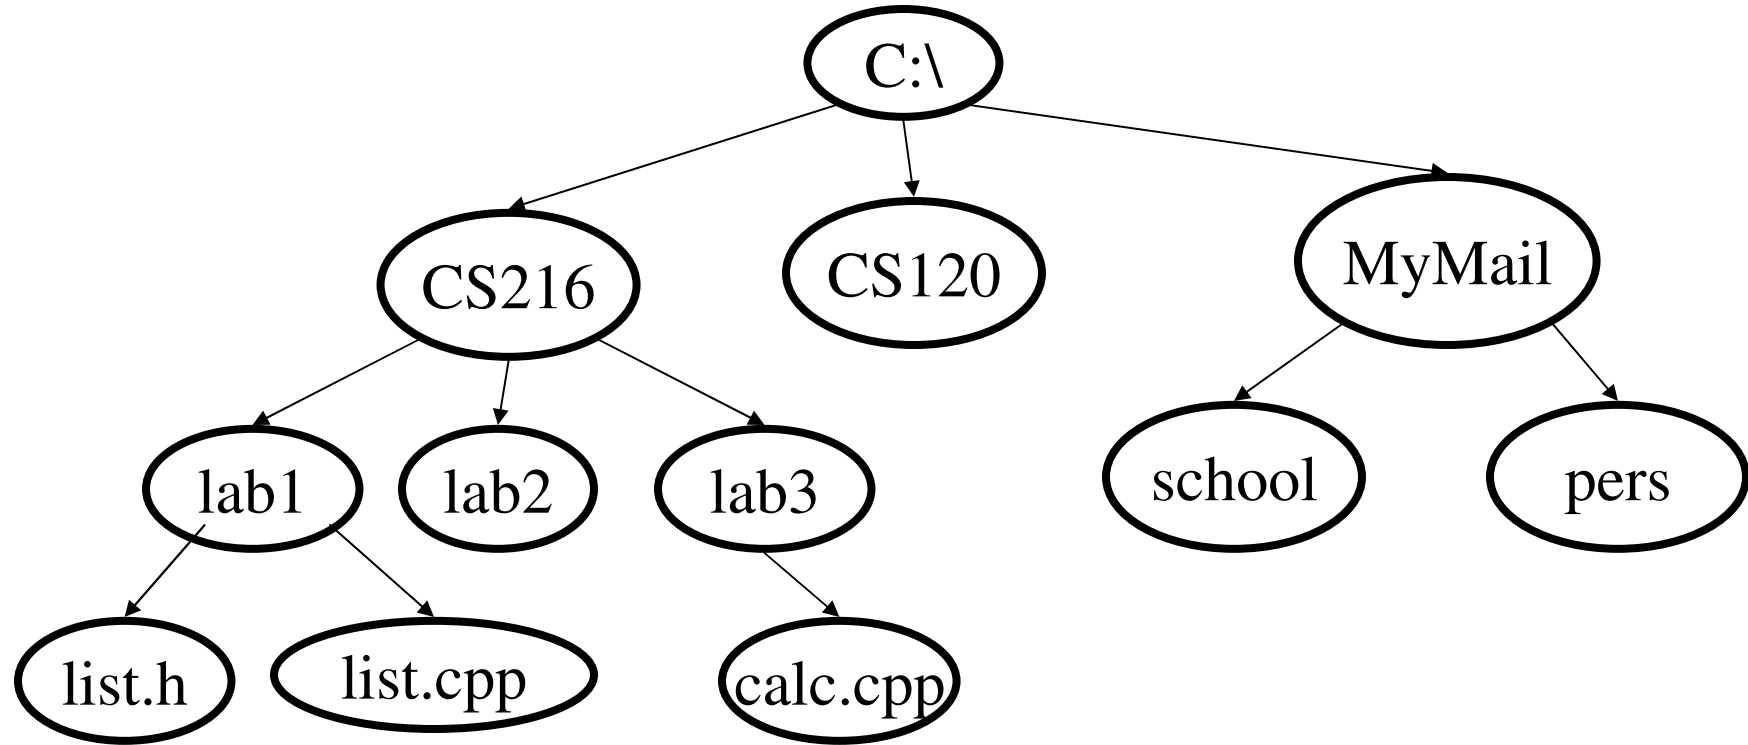 C:\
CS216
CS120
MyMail
lab1
lab2
lab3
school
pers
list.h
list.cpp
calc.cpp